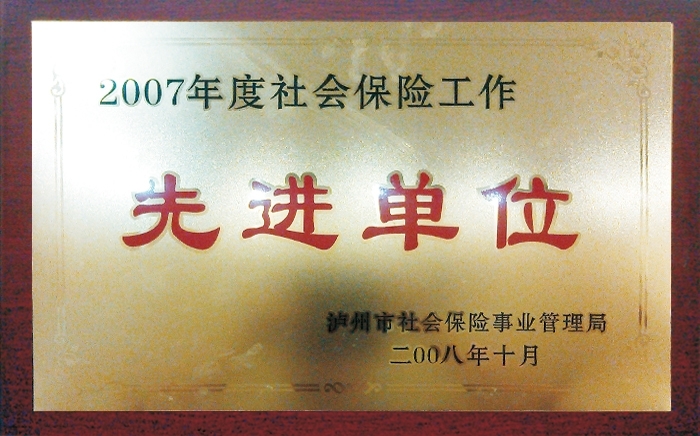 2007年度社会保险工作
先进单位
泸州市社会保险事业管理局
二00八年十月